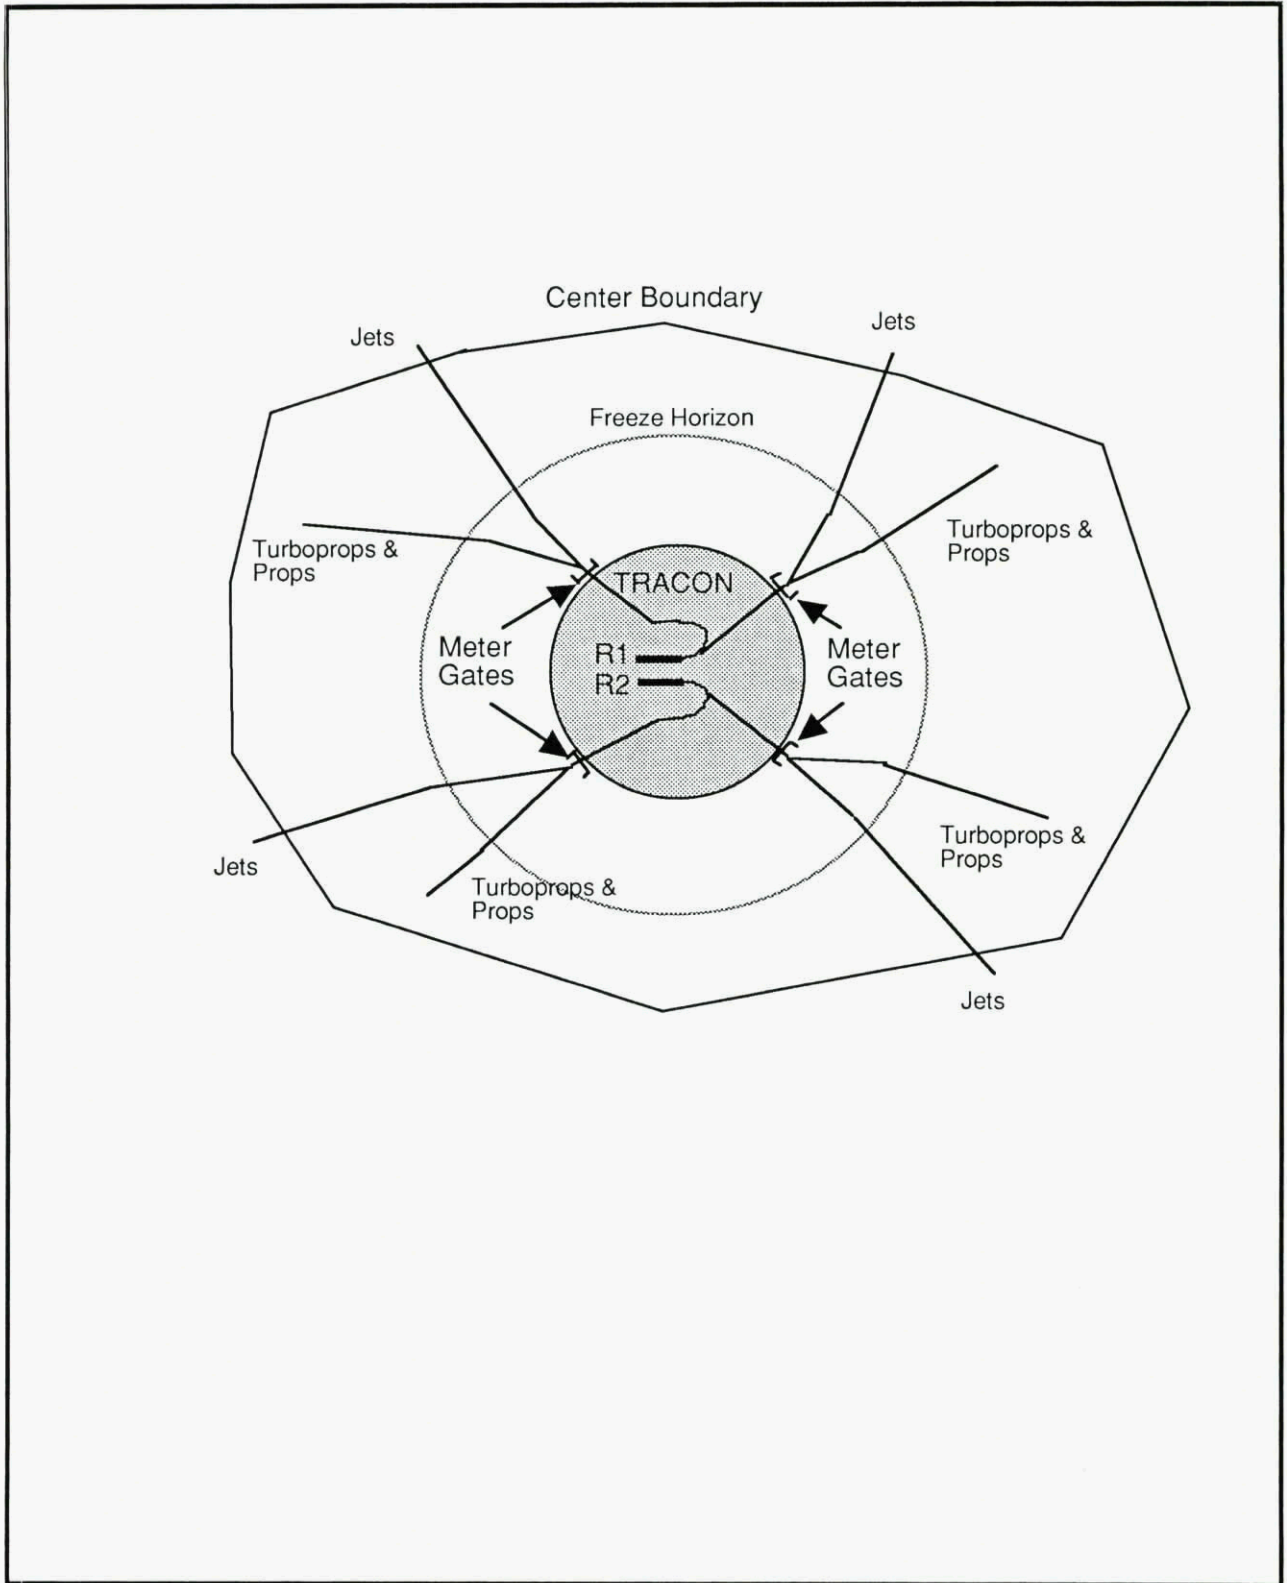 Center Boundary
Jets
Jets
Freeze Horizon
Turboprops &
Props
Turboprops &
Props
TRACON
Meter
Gates
R1
R2
Meter
Gates
Turboprops &
Props
Jets
Turboprops &
Props
Jets